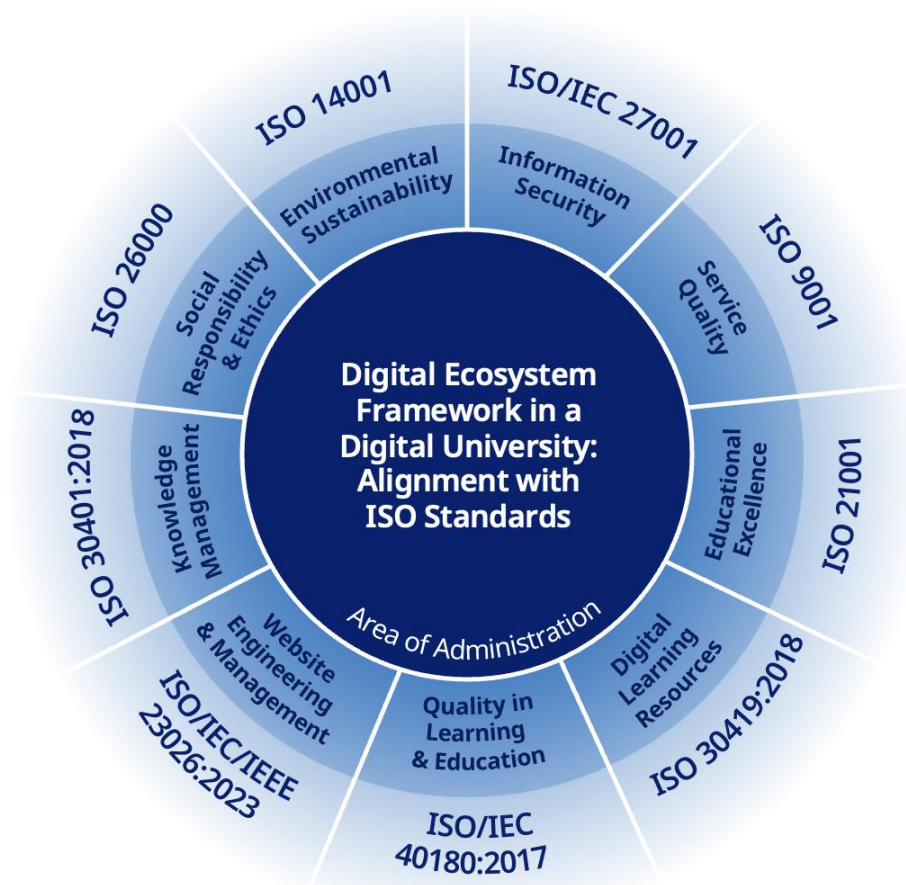 Digital Ecosystem
Framework in a
Digital University:
Alignment with
ISO Standards
Area of Administration
ISO/IEC 27001
Information
Security
ISO 9001
Service
Quality
ISO 21001
Educational
Excellence
ISO 30419:2018
Digital
Learning
Resources
ISO/IEC
40180:2017
Quality in
Learning
& Education
ISO/IEC/IEEE
23026:2023
Website
Engineering
& Management
ISO 30401:2018
Knowledge
Management
ISO 26000
Social
Responsibility
& Ethics
ISO 14001
Environmental
Sustainability